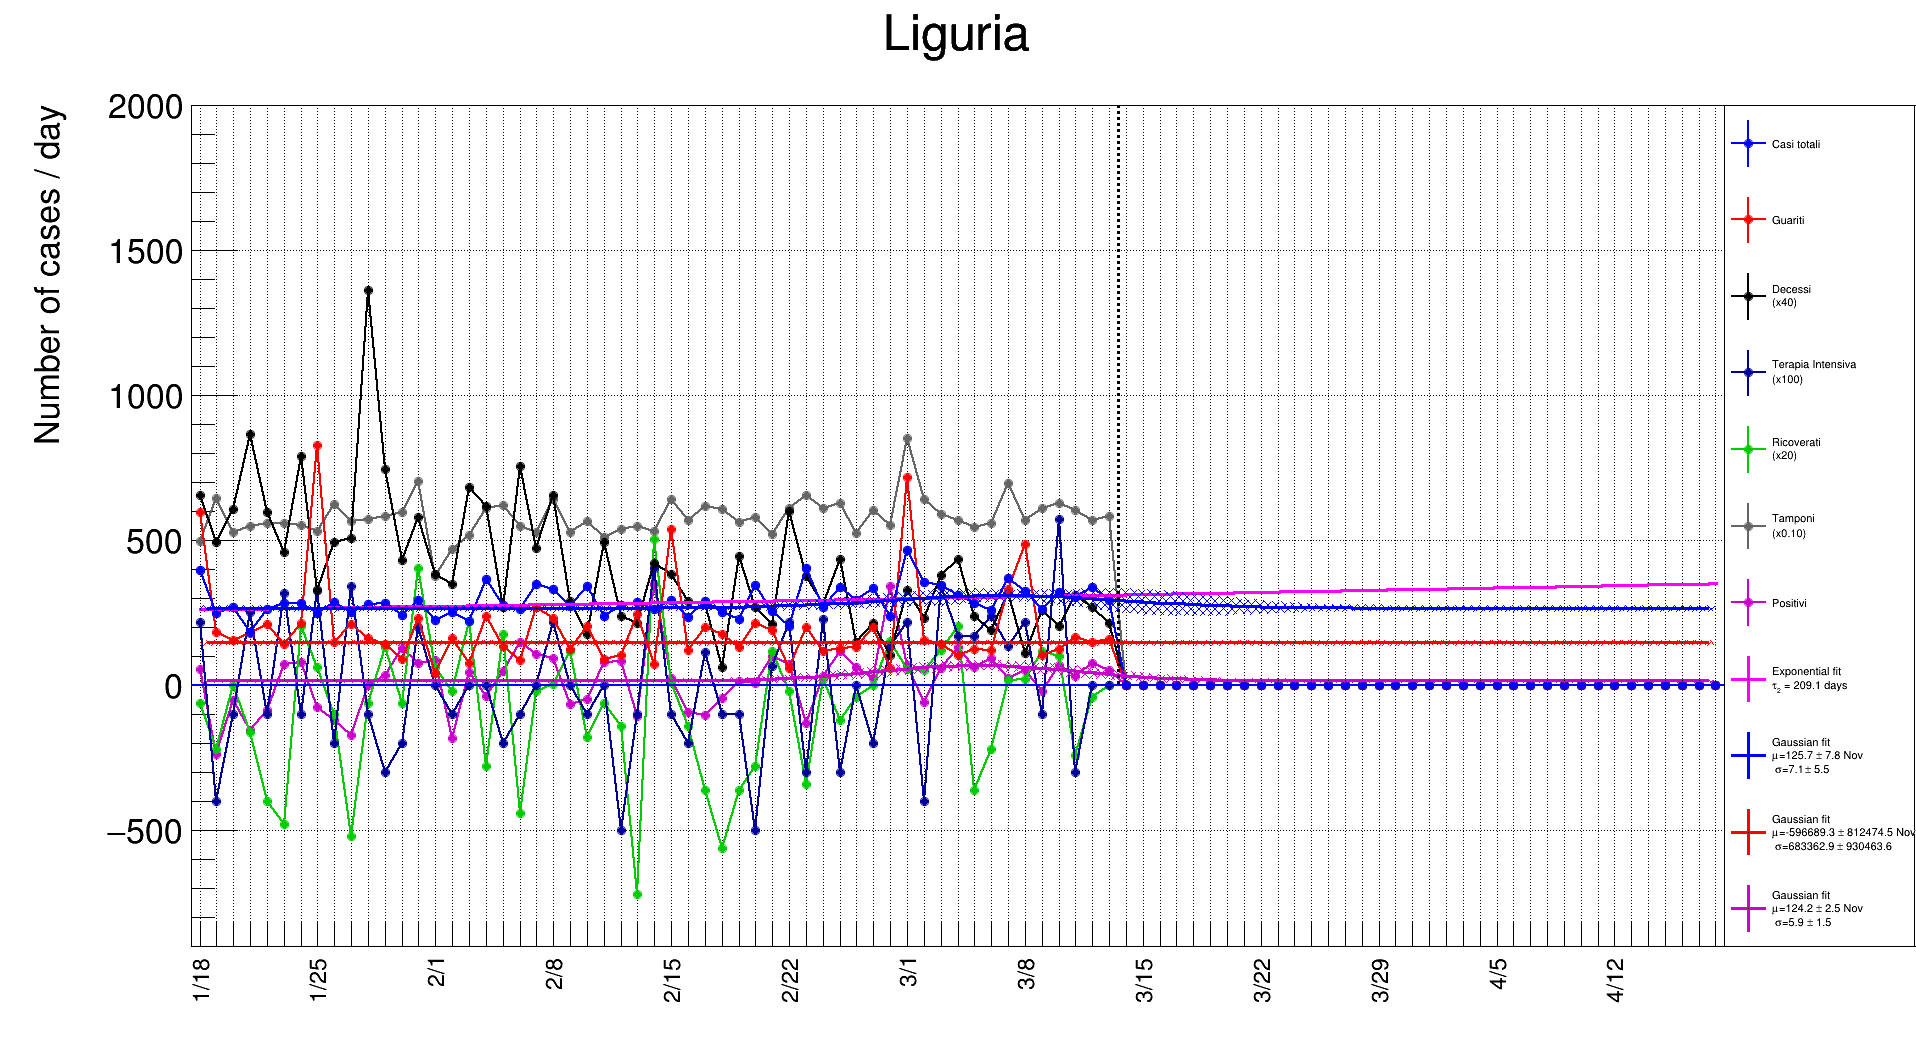 Liguria
Number of cases / day
2000
1500
1000
500
0
−500
1/18
1/25
2/1
2/8
2/15
2/22
3/1
3/8
3/15
3/22
3/29
4/5
4/12
Casi totali
Guariti
Decessi
(x40)
Terapia Intensiva
(x100)
Ricoverati
(x20)
Tamponi
(x0.10)
Positivi
Exponential fit
τ₂ = 209.1 days
Gaussian fit
μ=125.7 ± 7.8 Nov
σ=7.1 ± 5.5
Gaussian fit
μ=-596689.3 ± 812474.5 Nov
σ=683362.9 ± 930463.6
Gaussian fit
μ=124.2 ± 2.5 Nov
σ=5.9 ± 1.5